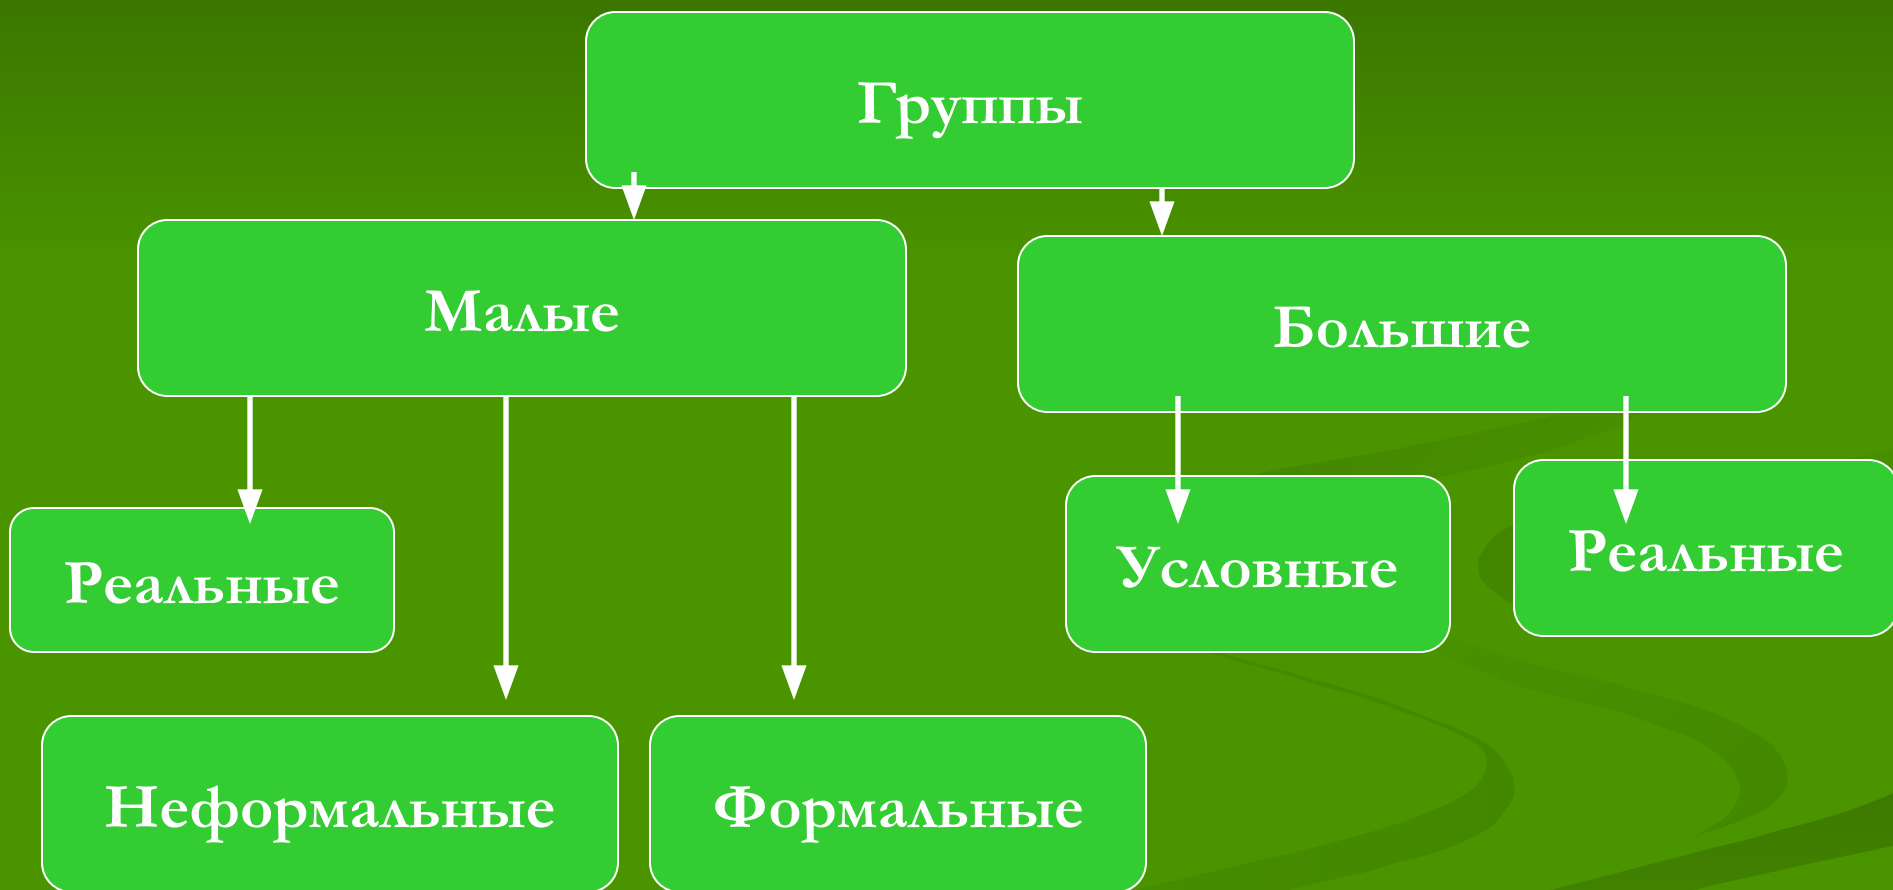 Группы
Малые
Большие
Реальные
Условные
Реальные
Неформальные
Формальные